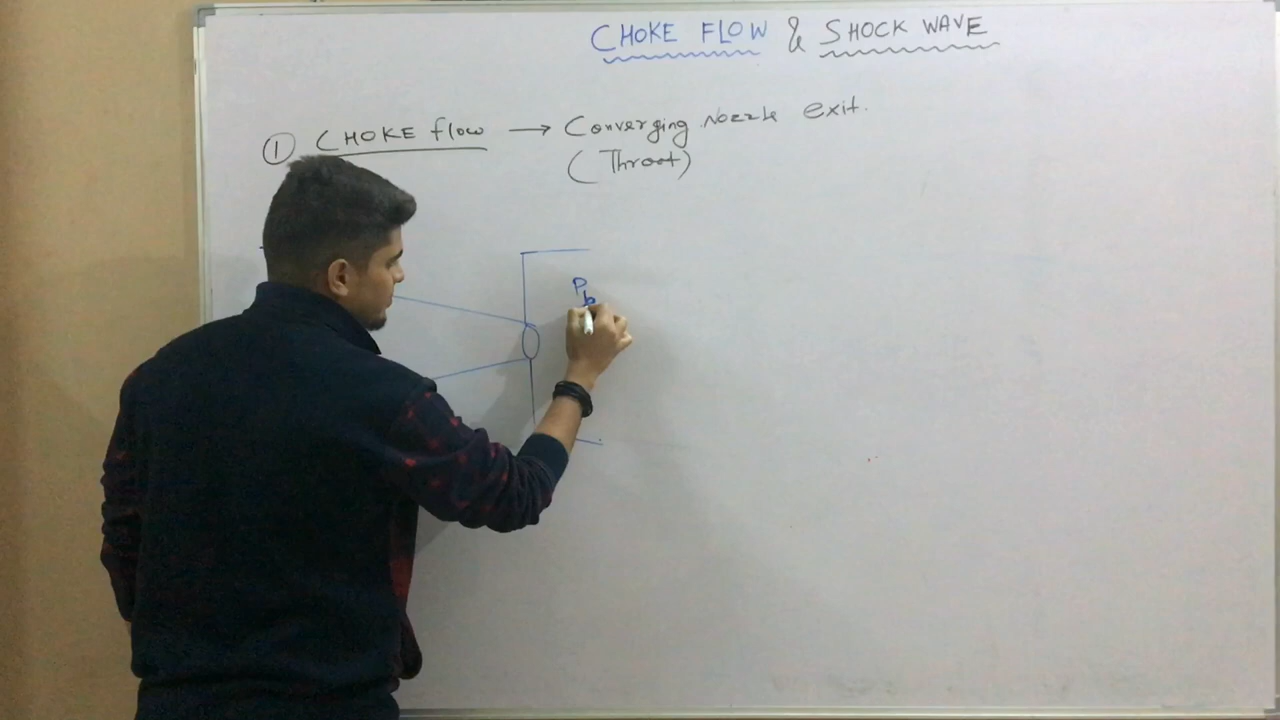 CHOKE FLOW & SHOCK WAVE
① CHOKE flow → Converging Nozzle exit.
(Throat)
Pb